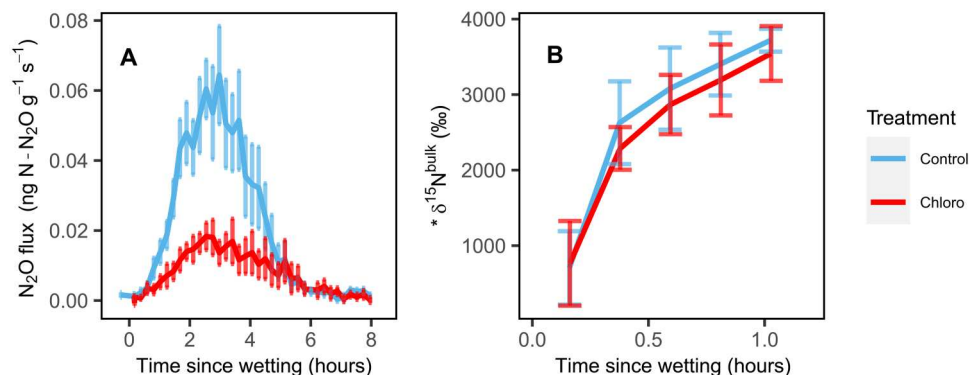 A
N₂O flux (ng N - N₂O g⁻¹ s⁻¹)
0.08
0.06
0.04
0.02
0.00
0 2 4 6 8
Time since wetting (hours)
B
* δ¹⁵Nᵇᵘˡᵏ (‰)
4000
3000
2000
1000
0.0 0.5 1.0
Time since wetting (hours)
Treatment
Control
Chloro